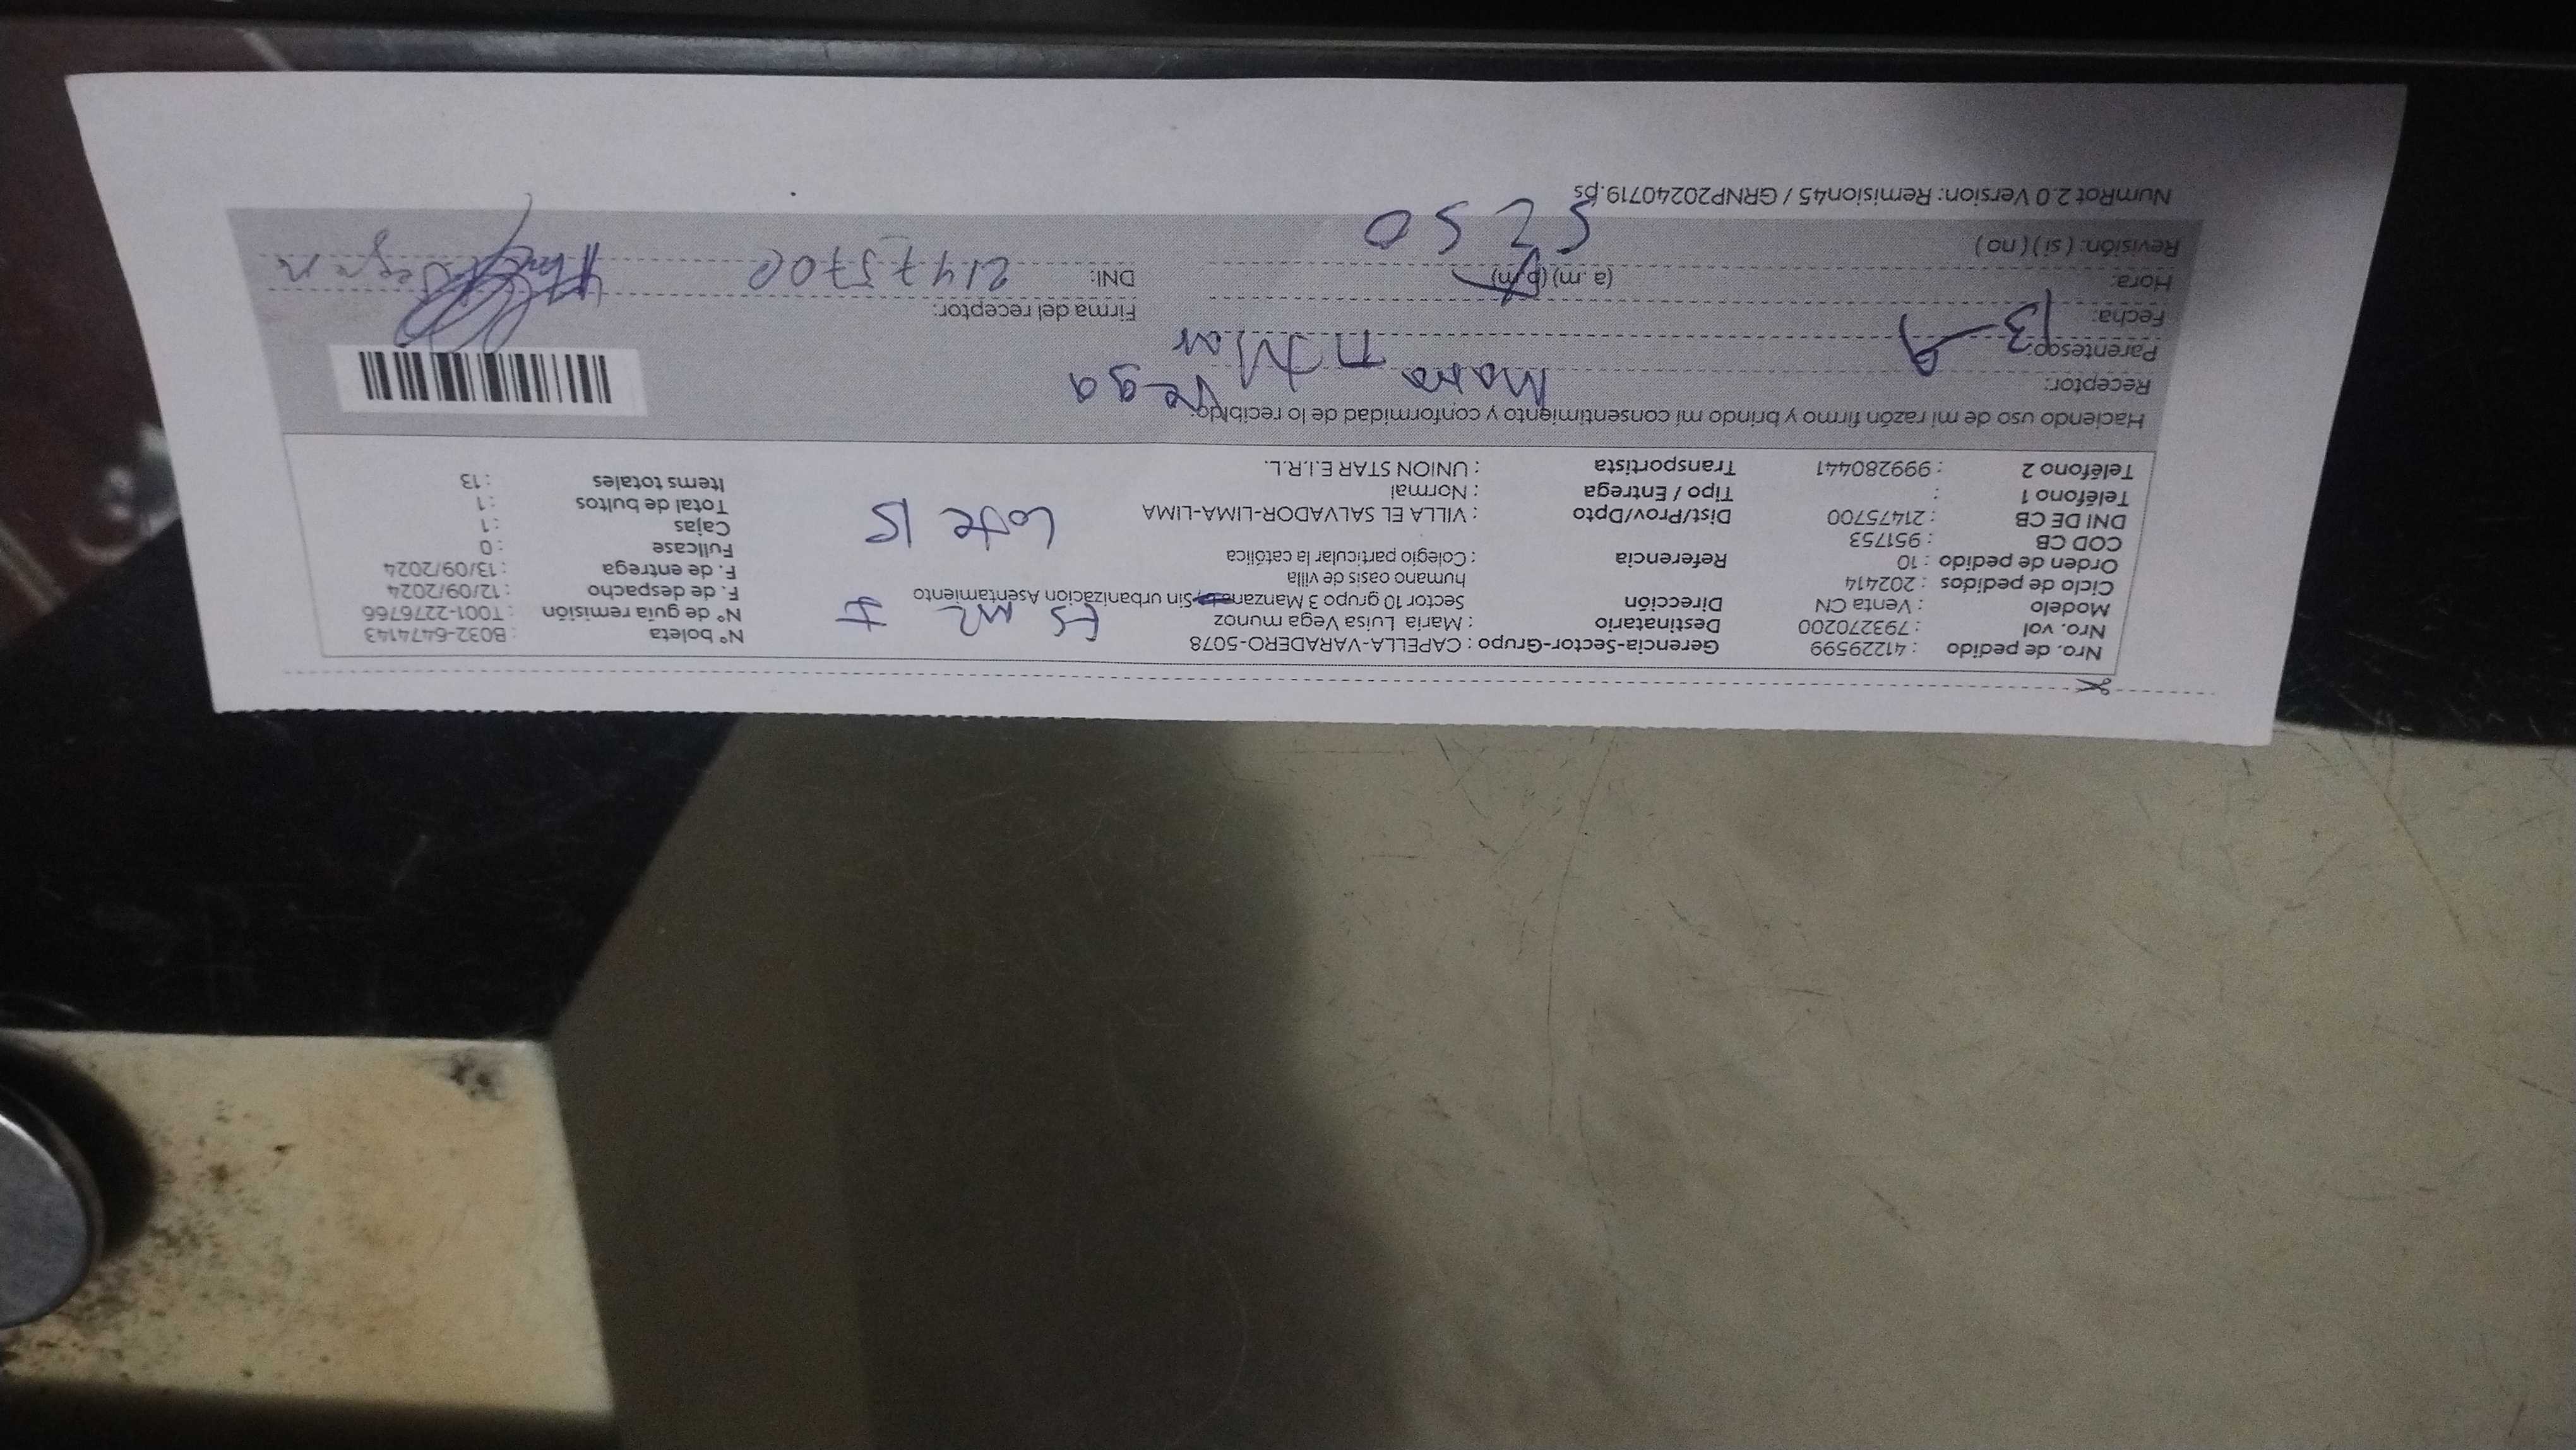 Nro. de pedido : 41229599 Gerencia-Sector-Grupo : CAPELLA-VARADERO-5078 N° boleta : B032-6474143
Nro. vol : 793270200 Destinatario : Maria Luisa Vega munoz Es Mz I N° de guía remisión : T001-2276766
Modelo : Venta CN Dirección Sector 10 grupo 3 Manzana Sin urbanizacion Asentamiento F. de despacho : 12/09/2024
Ciclo de pedidos : 202414 humano oasis de villa F. de entrega : 13/09/2024
Orden de pedido : 10 Referencia : Colegio particular la católica Fullcase : 0
COD CB : 951753 Lote 15 Cajas : 1
DNI DE CB : 21475700 Dist/Prov/Dpto : VILLA EL SALVADOR-LIMA-LIMA Total de bultos : 1
Teléfono 1 : Tipo / Entrega : Normal Items totales : 13
Teléfono 2 : 999280441 Transportista : UNION STAR E.I.R.L.
Haciendo uso de mi razón firmo y brindo mi consentimiento y conformidad de lo recibido:
Receptor: Vega
Parentesco:
Fecha: 13-9 Firma del receptor:
Hora: (a.m) (p.m) DNI: 21475700
Revisión: ( si ) ( no )
NumRot 2.0 Version: Remision45 / GRNP20240719.ps